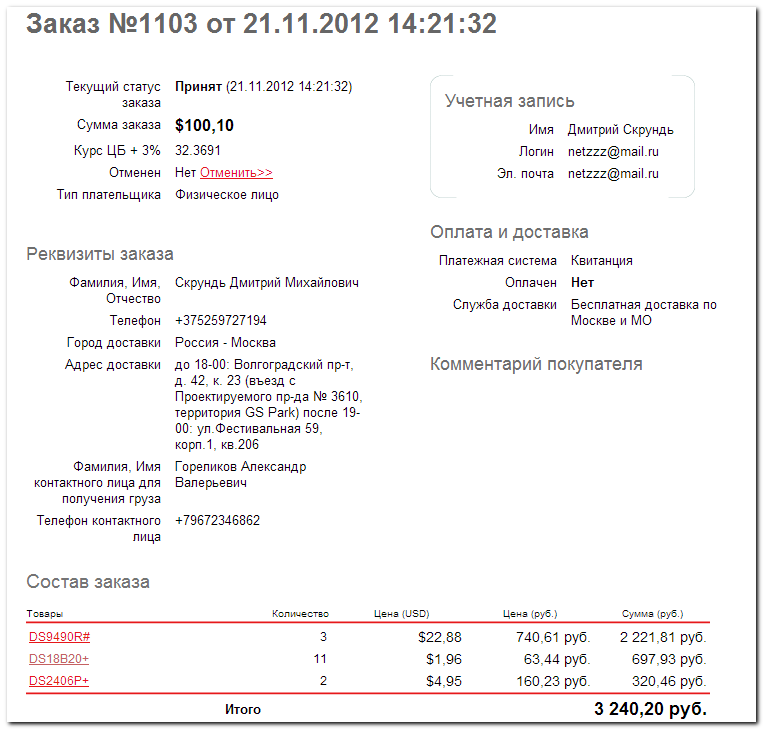 Заказ №1103 от 21.11.2012 14:21:32
Текущий статус заказа Принят (21.11.2012 14:21:32)
Сумма заказа $100,10
Курс ЦБ + 3% 32.3691
Отменен Нет Отменить>>
Тип плательщика Физическое лицо
Учетная запись
Имя Дмитрий Скрундь
Логин netzzz@mail.ru
Эл. почта netzzz@mail.ru
Реквизиты заказа
Фамилия, Имя, Скрундь Дмитрий Михайлович
Отчество
Телефон +375259727194
Город доставки Россия - Москва
Адрес доставки до 18-00: Волгоградский пр-т,
д. 42, к. 23 (въезд с
Проектируемого пр-да № 3610,
территория GS Park) после 19-
00: ул.Фестивальная 59,
корп.1, кв.206
Фамилия, Имя Гореликов Александр
контактного лица для Валерьевич
получения груза
Телефон контактного +79672346862
лица
Оплата и доставка
Платежная система Квитанция
Оплачен Нет
Служба доставки Бесплатная доставка по
Москве и МО
Комментарий покупателя
Состав заказа
Товары Количество Цена (USD) Цена (руб.) Сумма (руб.)
DS9490R# 3 $22,88 740,61 руб. 2 221,81 руб.
DS18B20+ 11 $1,96 63,44 руб. 697,93 руб.
DS2406P+ 2 $4,95 160,23 руб. 320,46 руб.
Итого 3 240,20 руб.